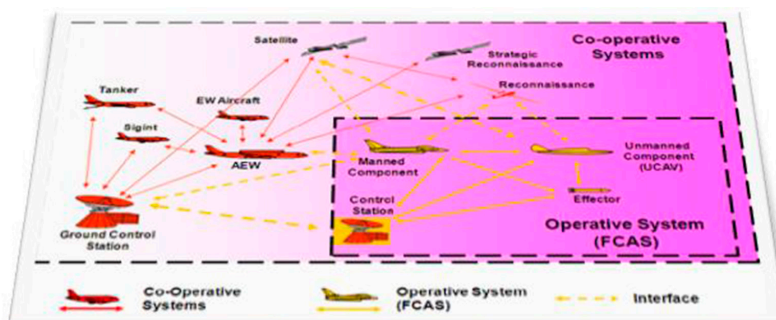 Satellite
Co-operative
Systems
Strategic
Reconnaissance
Reconnaissance
Tanker
EW Aircraft
Sigint
AEW
Manned
Component
Unmanned
Component
(UCAV)
Control
Station
Effector
Ground Control
Station
Operative System
(FCAS)
Co-Operative
Systems
Operative System
(FCAS)
Interface